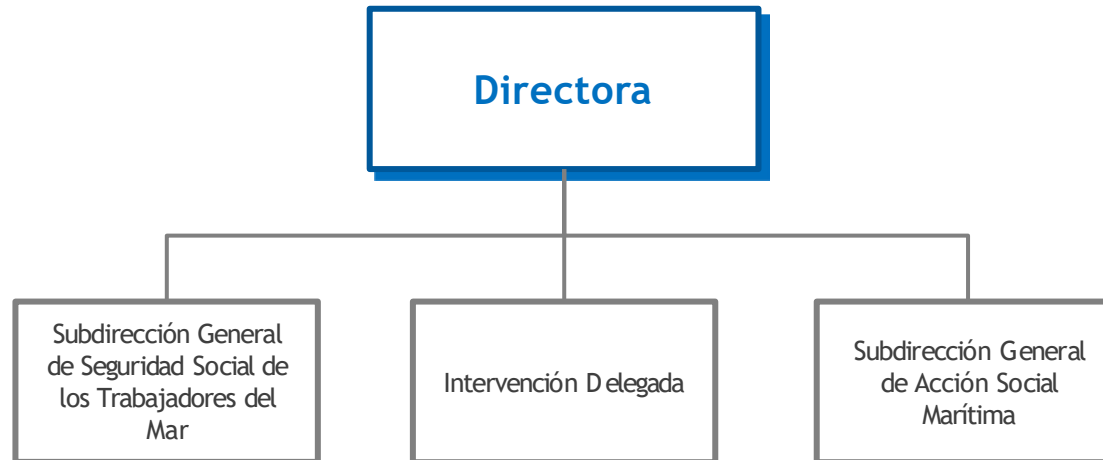 Directora
Subdirección General
de Seguridad Social de
los Trabajadores del
Mar
Intervención Delegada
Subdirección General
de Acción Social
Marítima